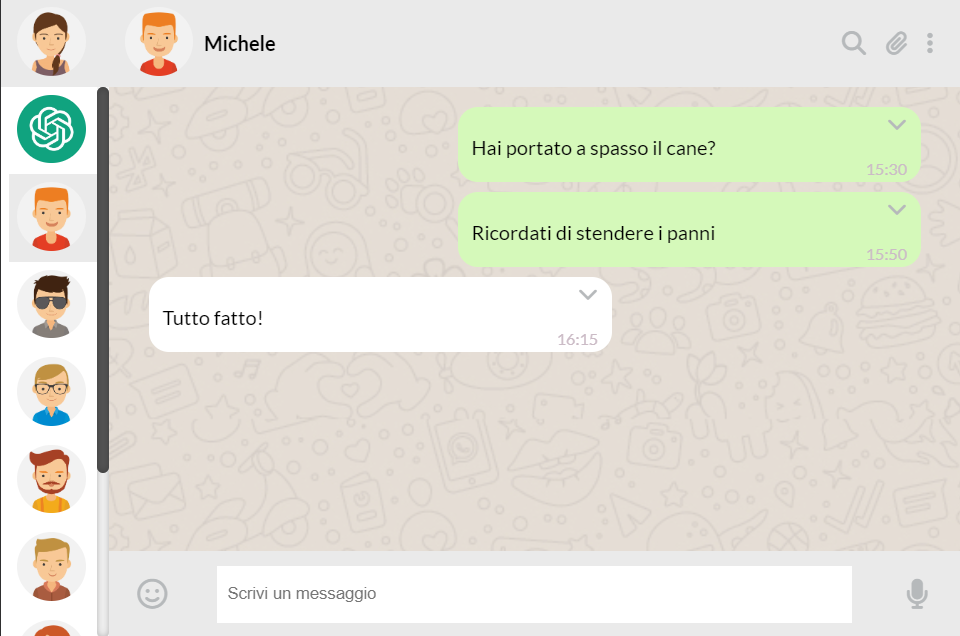 Michele
Hai portato a spasso il cane?
15:30
Ricordati di stendere i panni
15:50
Tutto fatto!
16:15
Scrivi un messaggio